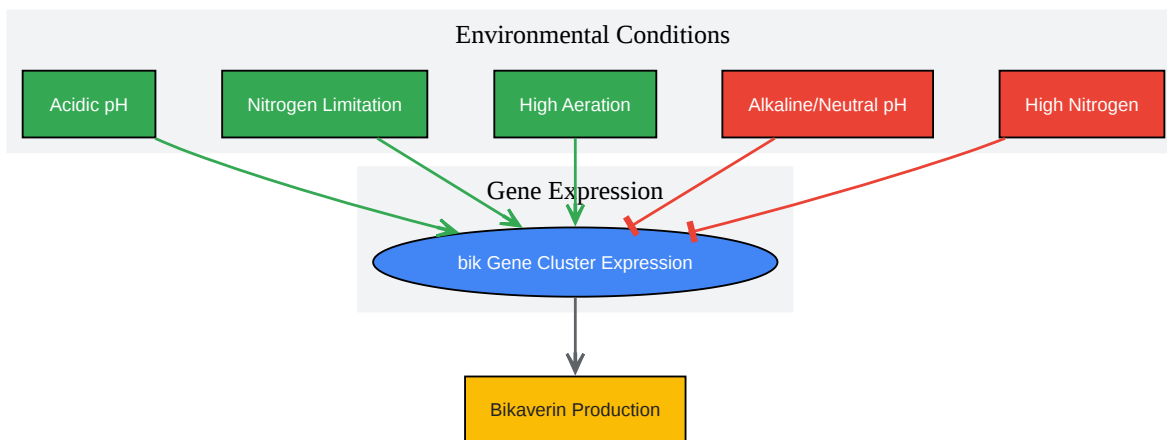 Environmental Conditions
Acidic pH
Nitrogen Limitation
High Aeration
Alkaline/Neutral pH
High Nitrogen
Gene Expression
bik Gene Cluster Expression
Bikaverin Production